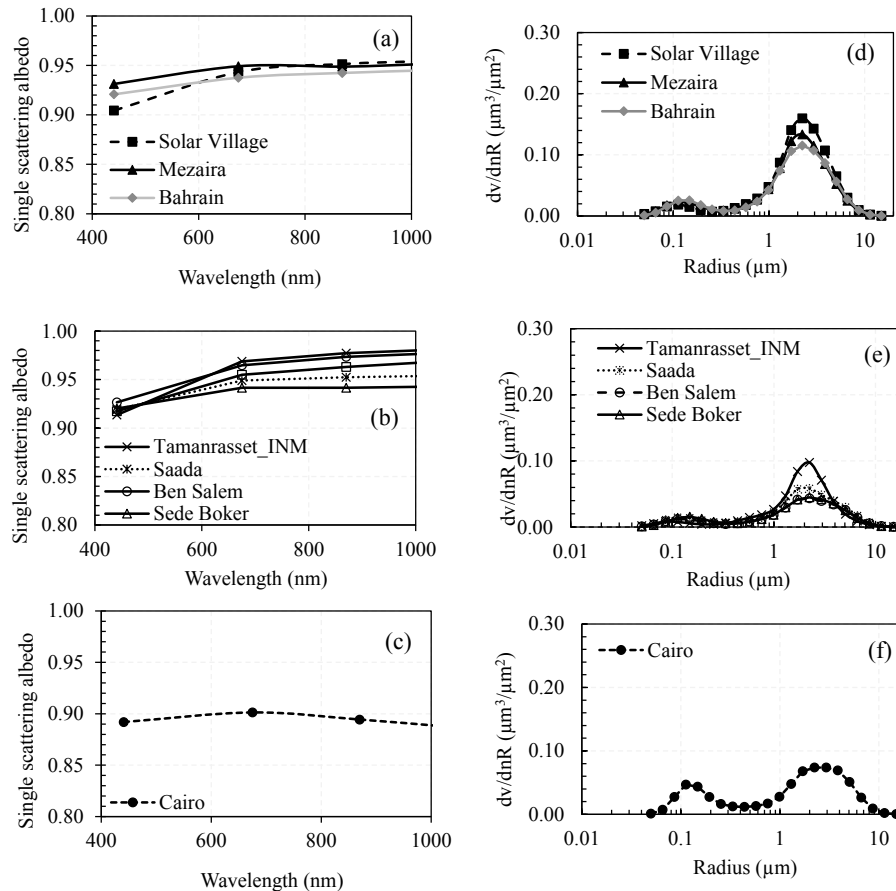 (a)
1.00
0.95
0.90
0.85
0.80
Single scattering albedo
Solar Village
Mezaira
Bahrain
400
600
800
1000
Wavelength (nm)
(d)
0.30
0.20
0.10
0.00
dv/dnR (µm³/µm²)
Solar Village
Mezaira
Bahrain
0.01
0.1
1
10
Radius (µm)
(b)
1.00
0.95
0.90
0.85
0.80
Single scattering albedo
Tamanrasset_INM
Saada
Ben Salem
Sede Boker
400
600
800
1000
Wavelength (nm)
(e)
0.30
0.20
0.10
0.00
dv/dnR (µm³/µm²)
Tamanrasset_INM
Saada
Ben Salem
Sede Boker
0.01
0.1
1
10
Radius (µm)
(c)
1.00
0.95
0.90
0.85
0.80
Single scattering albedo
Cairo
400
600
800
1000
Wavelength (nm)
(f)
0.30
0.20
0.10
0.00
dv/dnR (µm³/µm²)
Cairo
0.01
0.1
1
10
Radius (µm)